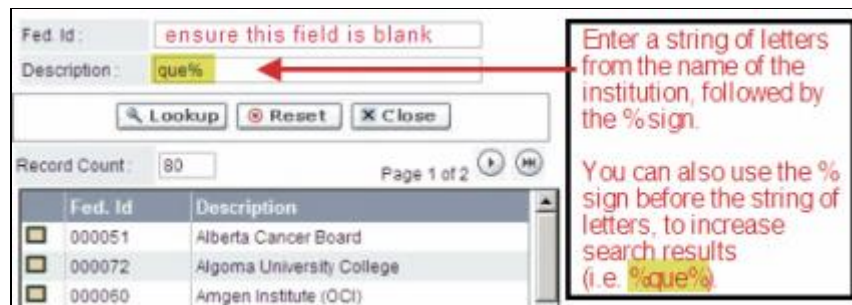 Fed. Id :
ensure this field is blank
Description :
que%
Lookup
Reset
Close
Record Count :
80
Page 1 of 2
Fed. Id
Description
000051
Alberta Cancer Board
000072
Algoma University College
000060
Amgen Institute (OCI)
Enter a string of letters
from the name of the
institution, followed by
the % sign.
You can also use the %
sign before the string of
letters, to increase
search results
(i.e. %que%).